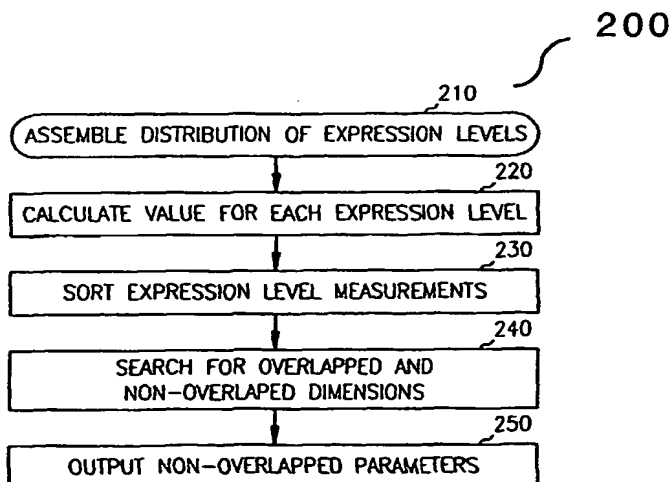 200
210
ASSEMBLE DISTRIBUTION OF EXPRESSION LEVELS
220
CALCULATE VALUE FOR EACH EXPRESSION LEVEL
230
SORT EXPRESSION LEVEL MEASUREMENTS
240
SEARCH FOR OVERLAPPED AND
NON-OVERLAPED DIMENSIONS
250
OUTPUT NON-OVERLAPPED PARAMETERS